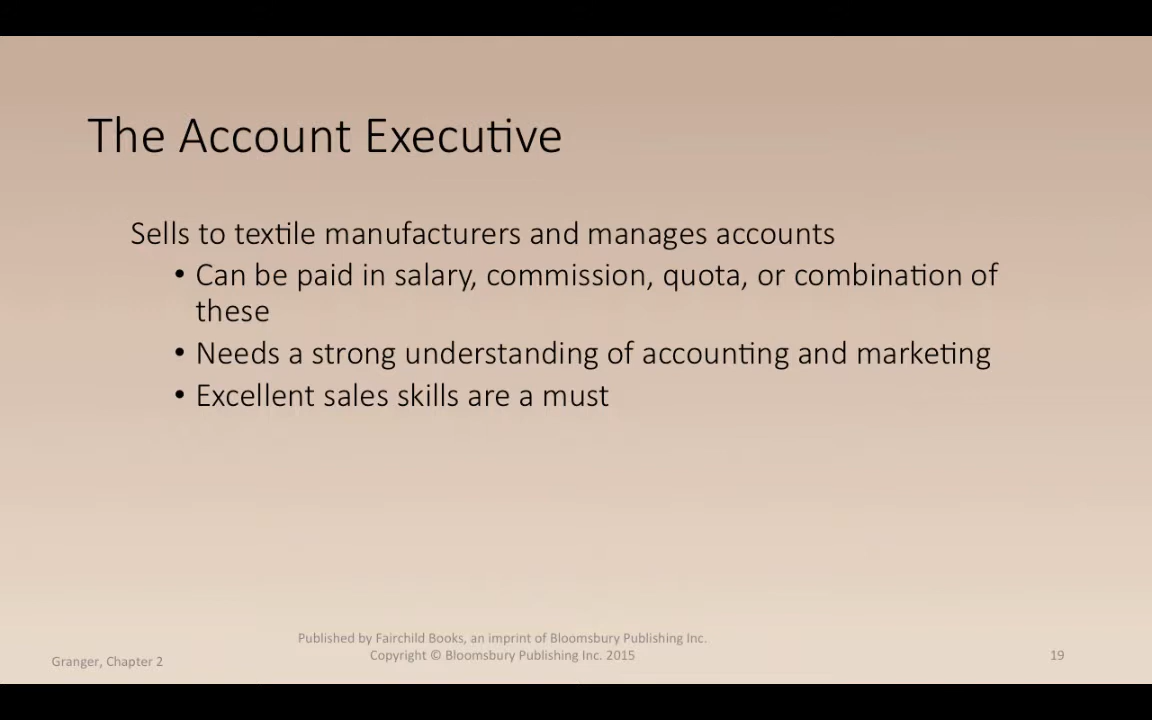 The Account Executive
Sells to textile manufacturers and manages accounts
• Can be paid in salary, commission, quota, or combination of
these
• Needs a strong understanding of accounting and marketing
• Excellent sales skills are a must
Published by Fairchild Books, an imprint of Bloomsbury Publishing Inc.
Copyright © Bloomsbury Publishing Inc. 2015
Granger, Chapter 2
19